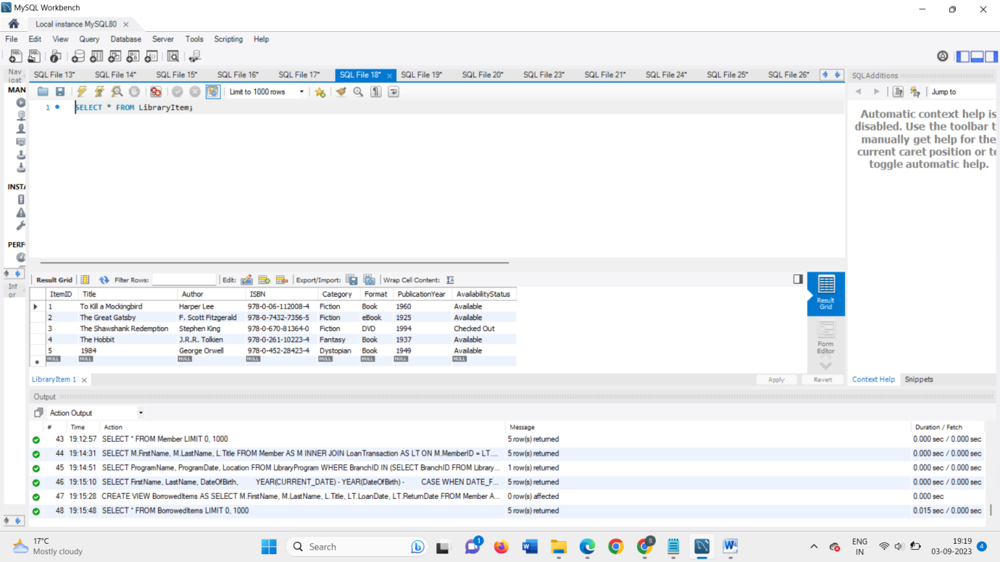 MySQL Workbench
Local instance MySQL80
File Edit View Query Database Server Tools Scripting Help
Nav
igat
SQL File 13* SQL File 14* SQL File 15* SQL File 16* SQL File 17* SQL File 18* SQL File 19* SQL File 20* SQL File 23* SQL File 21* SQL File 24* SQL File 25* SQL File 26*
SQLAdditions
MAN
Limit to 1000 rows
Jump to
1 SELECT * FROM LibraryItem;
Automatic context help is
disabled. Use the toolbar t
manually get help for the
current caret position or to
toggle automatic help.
INST
PERF
Int
or
Result Grid Filter Rows: Edit: Export/Import: Wrap Cell Content:
ItemID Title Author ISBN Category Format PublicationYear AvailabilityStatus
1 To Kill a Mockingbird Harper Lee 978-0-06-112008-4 Fiction Book 1960 Available
2 The Great Gatsby F. Scott Fitzgerald 978-0-7432-7356-5 Fiction eBook 1925 Available
3 The Shawshank Redemption Stephen King 978-0-670-81364-0 Fiction DVD 1994 Checked Out
4 The Hobbit J.R.R. Tolkien 978-0-261-10223-4 Fantasy Book 1937 Available
5 1984 George Orwell 978-0-452-28423-4 Dystopian Book 1949 Available
NULL NULL NULL NULL NULL NULL NULL NULL
Result
Grid
Form
Editor
LibraryItem 1
Apply Revert
Context Help Snippets
Output
Action Output
# Time Action Message Duration / Fetch
43 19:12:57 SELECT * FROM Member LIMIT 0, 1000 5 row(s) returned 0.000 sec / 0.000 sec
44 19:14:31 SELECT M.FirstName, M.LastName, L.Title FROM Member AS M INNER JOIN LoanTransaction AS LT ON M.MemberID = LT.... 5 row(s) returned 0.000 sec / 0.000 sec
45 19:14:51 SELECT ProgramName, ProgramDate, Location FROM LibraryProgram WHERE BranchID IN (SELECT BranchID FROM Library... 1 row(s) returned 0.000 sec / 0.000 sec
46 19:15:10 SELECT FirstName, LastName, DateOfBirth, YEAR(CURRENT_DATE) - YEAR(DateOfBirth) - CASE WHEN DATE_F... 5 row(s) returned 0.000 sec / 0.000 sec
47 19:15:28 CREATE VIEW BorrowedItems AS SELECT M.FirstName, M.LastName, L.Title, LT.LoanDate, LT.ReturnDate FROM Member A... 0 row(s) affected 0.000 sec
48 19:15:48 SELECT * FROM BorrowedItems LIMIT 0, 1000 5 row(s) returned 0.015 sec / 0.000 sec
17°C
Mostly cloudy
Search
1
S
ENG
IN
19:19
03-09-2023
4